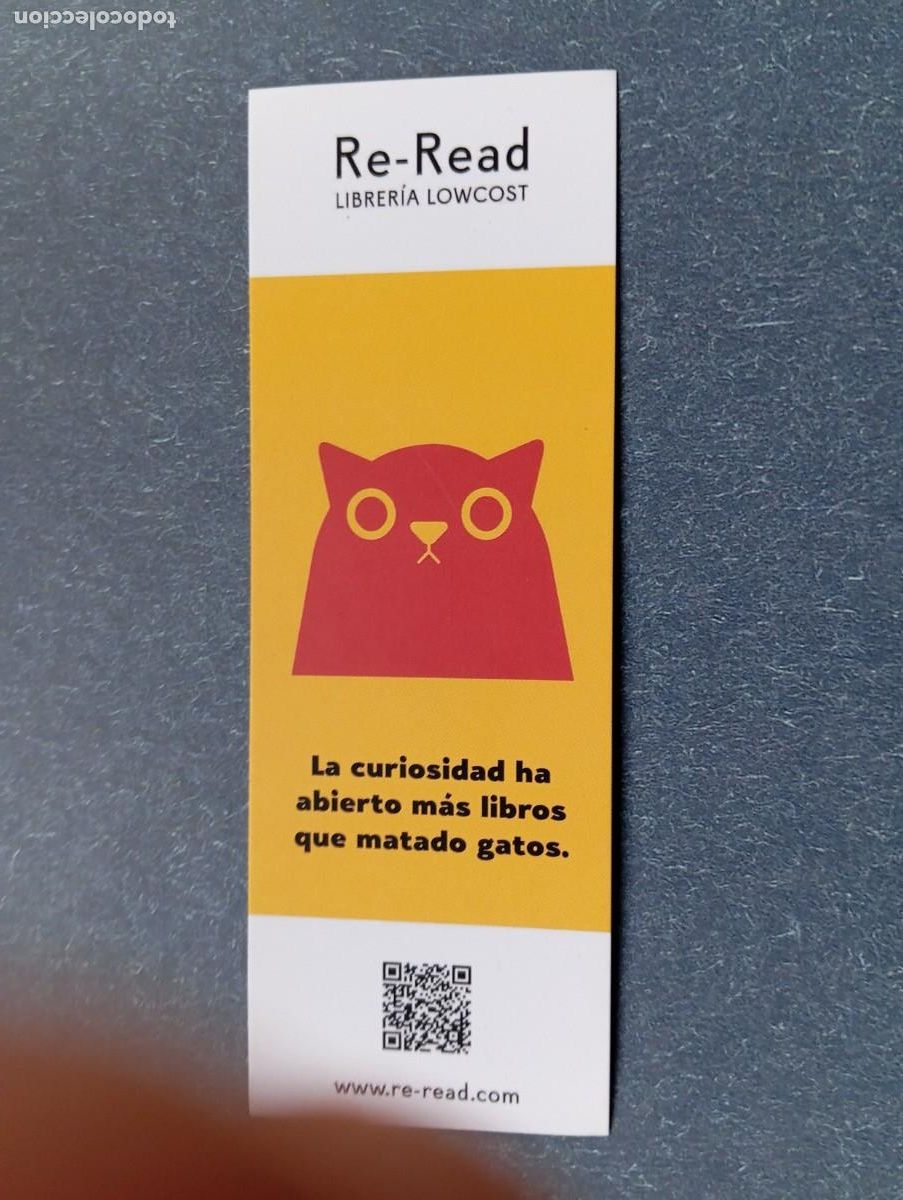 todocoleccion
Re-Read
LIBRERÍA LOWCOST
La curiosidad ha
abierto más libros
que matado gatos.
www.re-read.com